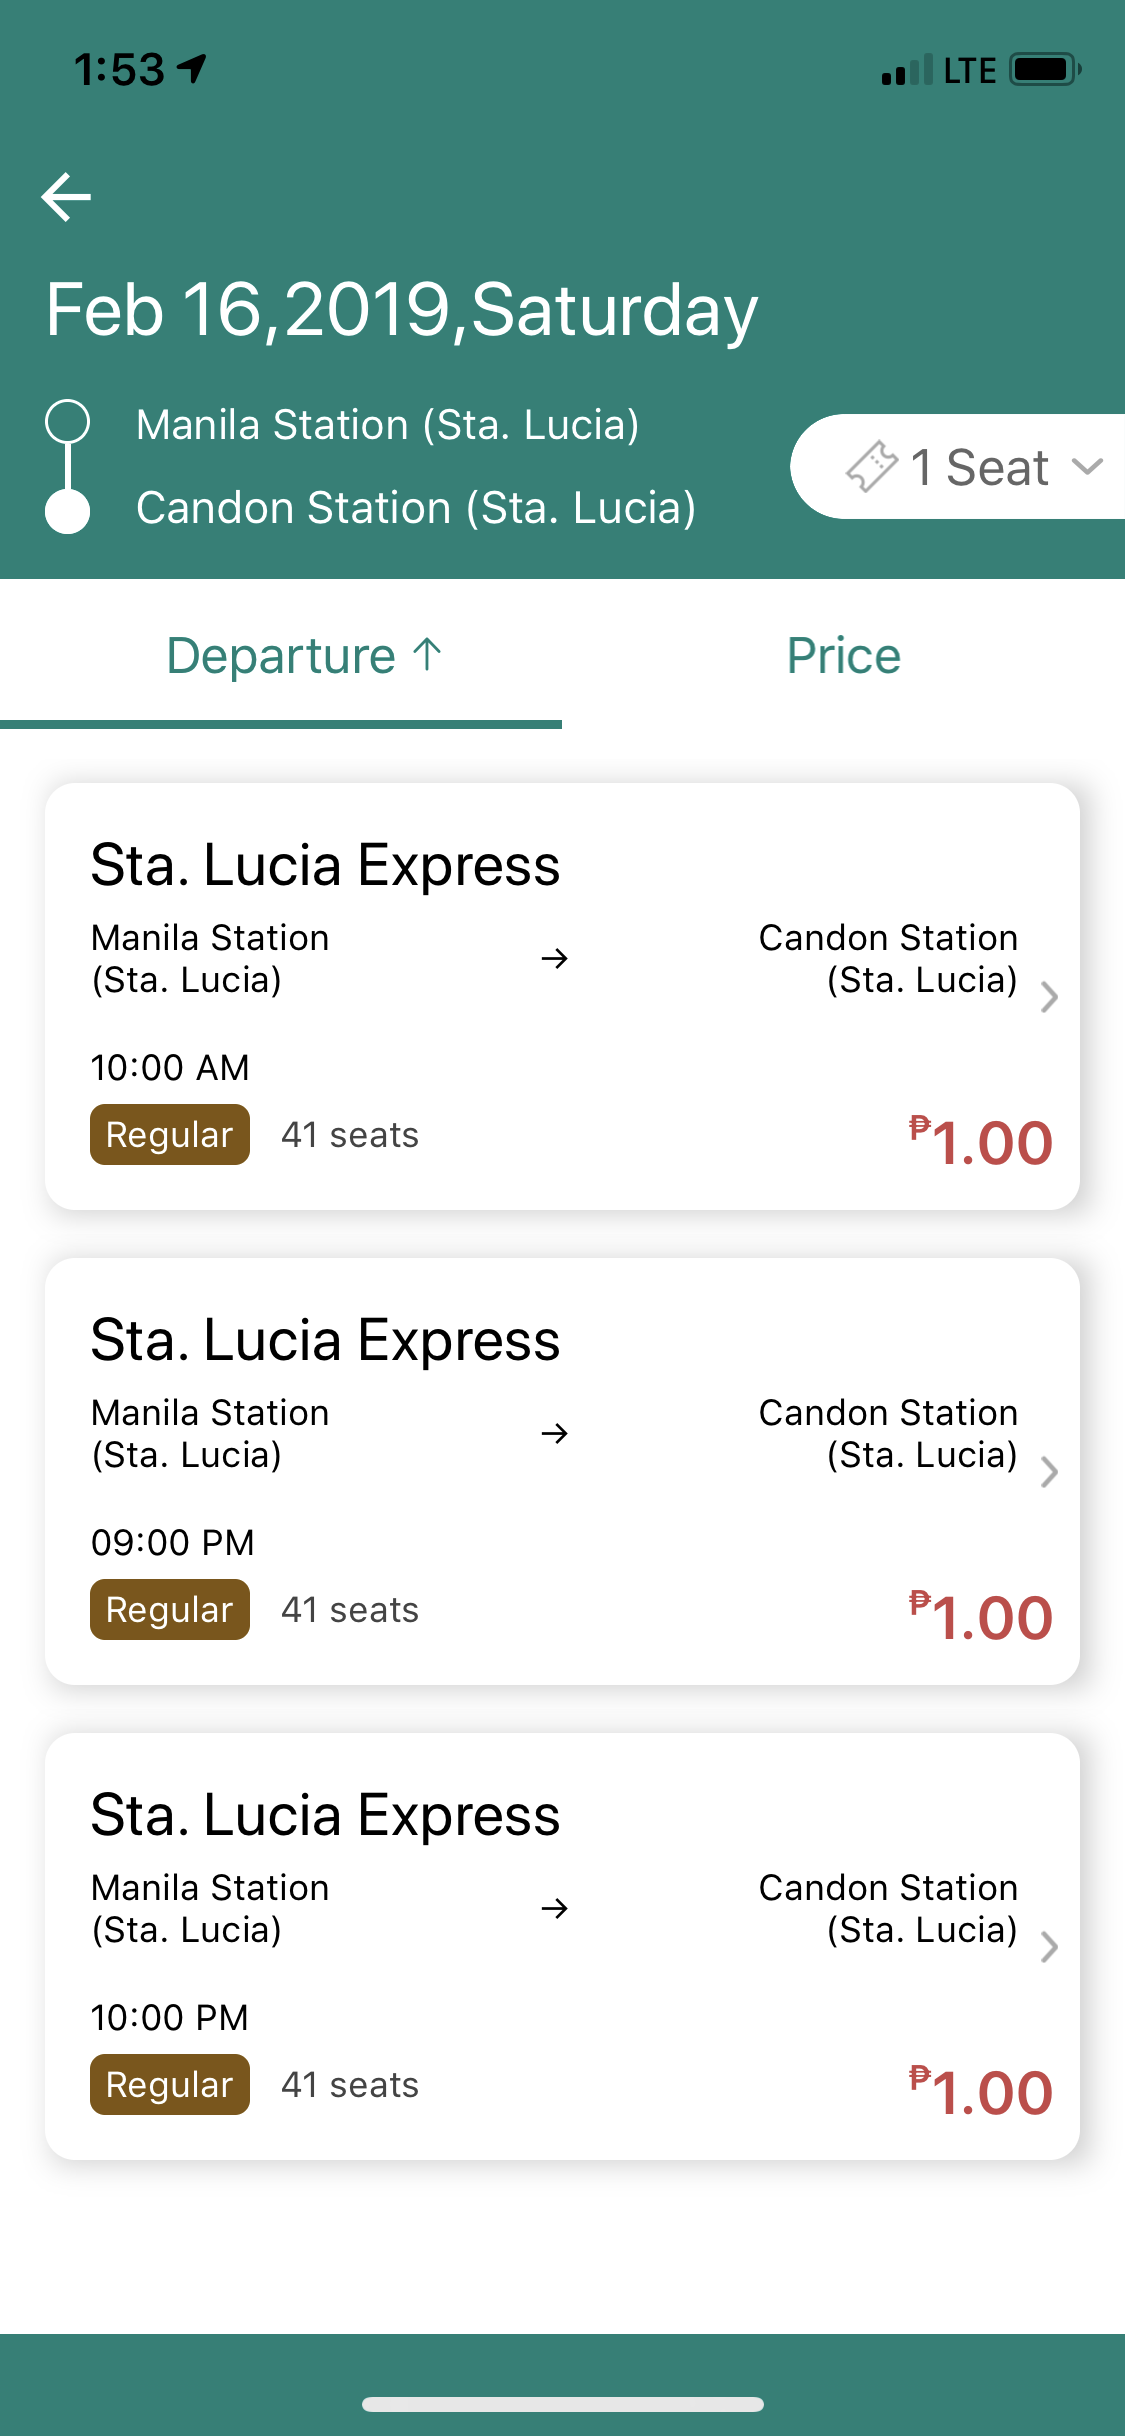 1:53
LTE
Feb 16,2019,Saturday
Manila Station (Sta. Lucia)
Candon Station (Sta. Lucia)
1 Seat
Departure ↑
Price
Sta. Lucia Express
Manila Station
(Sta. Lucia)
→
Candon Station
(Sta. Lucia)
10:00 AM
Regular
41 seats
₱1.00
Sta. Lucia Express
Manila Station
(Sta. Lucia)
→
Candon Station
(Sta. Lucia)
09:00 PM
Regular
41 seats
₱1.00
Sta. Lucia Express
Manila Station
(Sta. Lucia)
→
Candon Station
(Sta. Lucia)
10:00 PM
Regular
41 seats
₱1.00